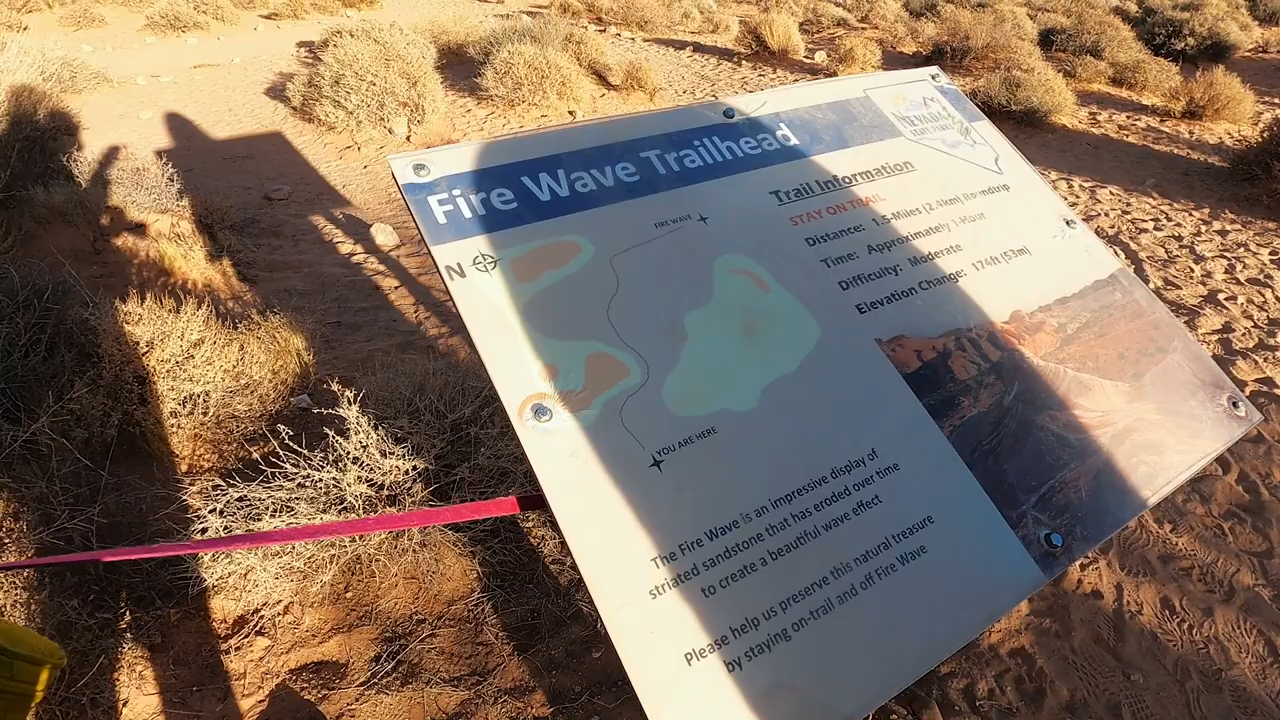 Fire Wave Trailhead
NEVADA
STATE PARKS
Trail Information
STAY ON TRAIL
Distance: 1.5-Miles (2.4km) Roundtrip
Time: Approximately 1-Hour
Difficulty: Moderate
Elevation Change: 174ft (53m)
N
FIRE WAVE
YOU ARE HERE
The Fire Wave is an impressive display of
striated sandstone that has eroded over time
to create a beautiful wave effect
Please help us preserve this natural treasure
by staying on-trail and off Fire Wave